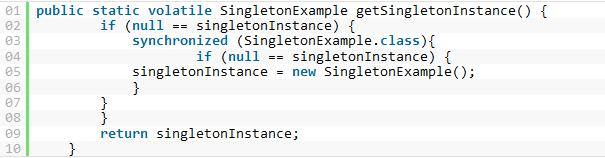 01 public static volatile SingletonExample getSingletonInstance() {
02         if (null == singletonInstance) {
03             synchronized (SingletonExample.class){
04                     if (null == singletonInstance) {
05             singletonInstance = new SingletonExample();
06             }
07         }
08         }
09         return singletonInstance;
10     }